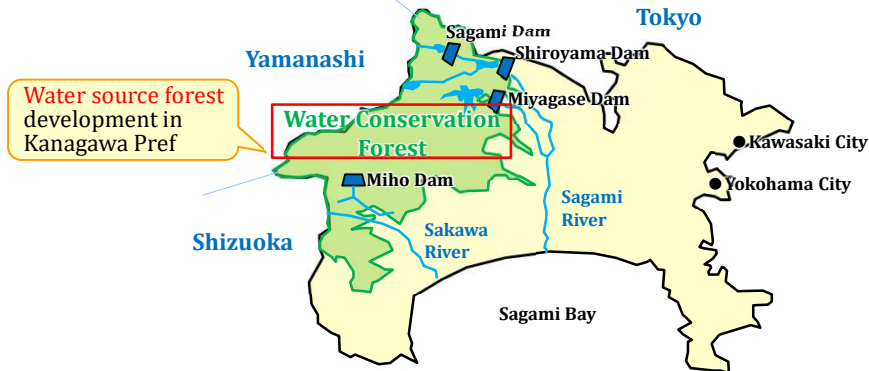 Tokyo
Sagami Dam
Yamanashi
Shiroyama Dam
Water source forest
development in
Kanagawa Pref
Miyagase Dam
Water Conservation
Forest
Kawasaki City
Miho Dam
Yokohama City
Sagami
River
Shizuoka
Sakawa
River
Sagami Bay